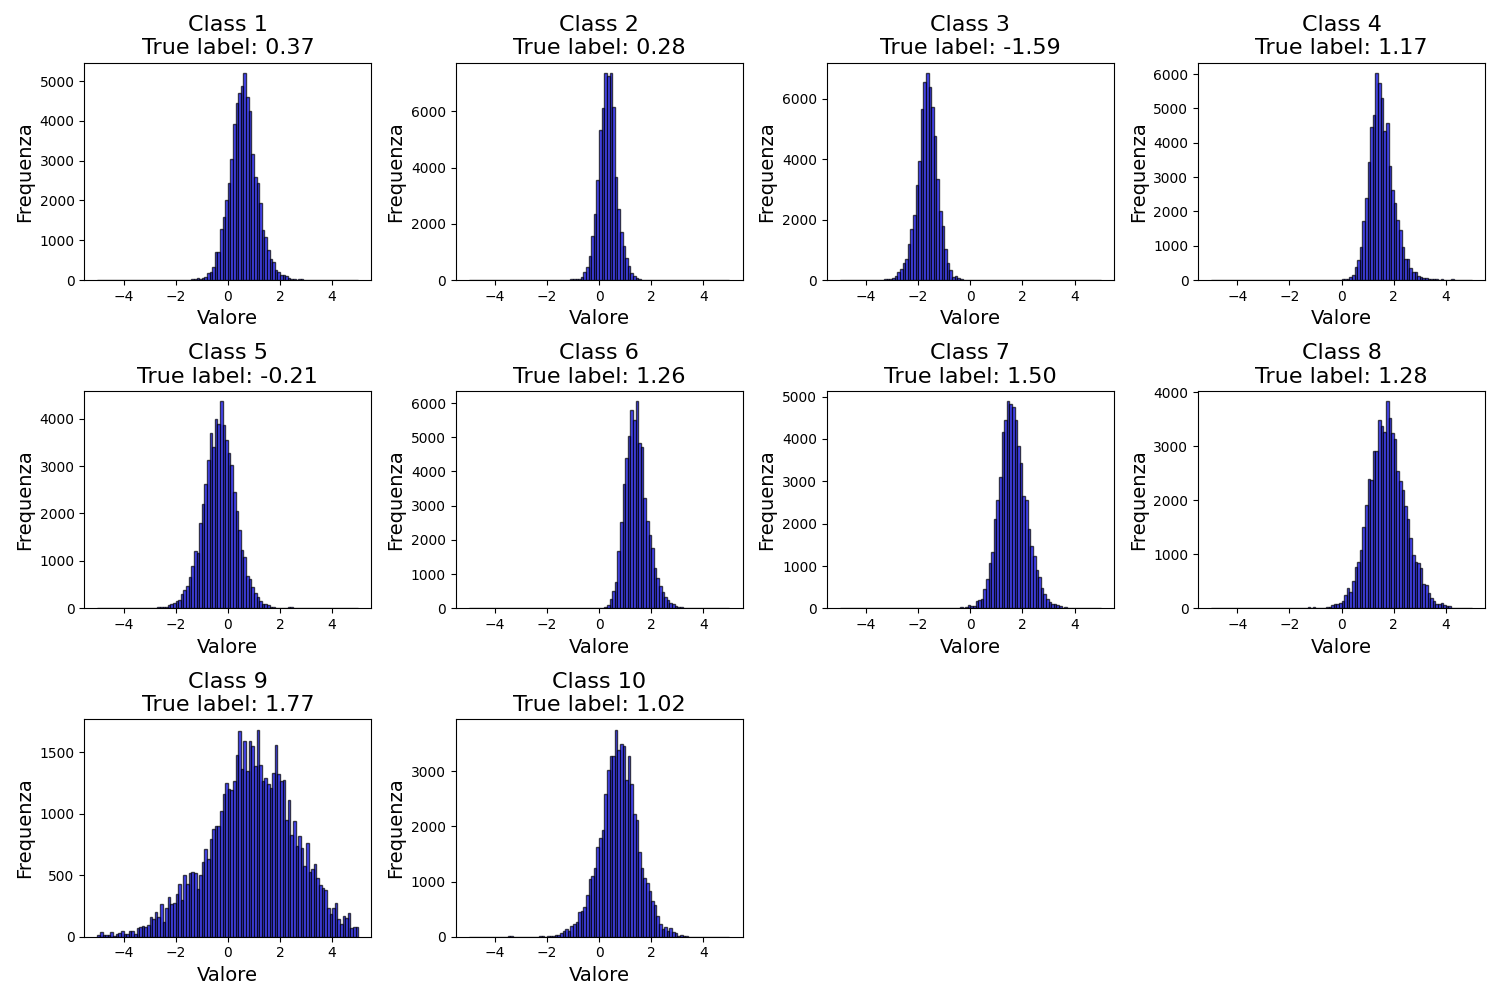 Class 1
True label: 0.37
Frequenza
5000
4000
3000
2000
1000
0
−4 −2 0 2 4
Valore
Class 2
True label: 0.28
Frequenza
6000
4000
2000
0
−4 −2 0 2 4
Valore
Class 3
True label: -1.59
Frequenza
6000
4000
2000
0
−4 −2 0 2 4
Valore
Class 4
True label: 1.17
Frequenza
6000
5000
4000
3000
2000
1000
0
−4 −2 0 2 4
Valore
Class 5
True label: -0.21
Frequenza
4000
3000
2000
1000
0
−4 −2 0 2 4
Valore
Class 6
True label: 1.26
Frequenza
6000
5000
4000
3000
2000
1000
0
−4 −2 0 2 4
Valore
Class 7
True label: 1.50
Frequenza
5000
4000
3000
2000
1000
0
−4 −2 0 2 4
Valore
Class 8
True label: 1.28
Frequenza
4000
3000
2000
1000
0
−4 −2 0 2 4
Valore
Class 9
True label: 1.77
Frequenza
1500
1000
500
0
−4 −2 0 2 4
Valore
Class 10
True label: 1.02
Frequenza
3000
2000
1000
0
−4 −2 0 2 4
Valore